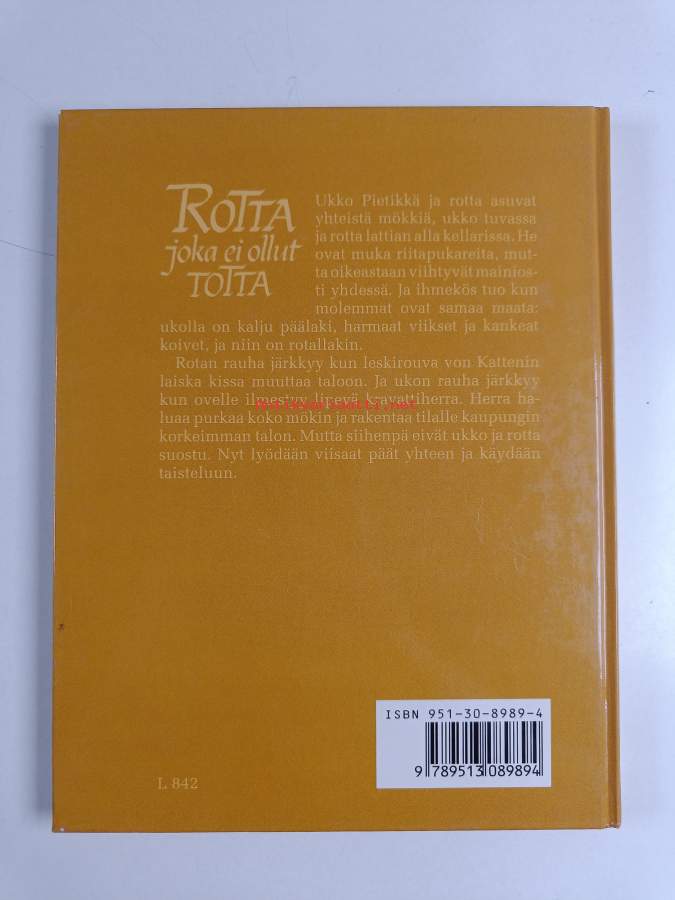 ROTTA
joka ei ollut
TOTTA
Ukko Pietikkä ja rotta asuvat
yhteistä mökkiä, ukko tuvassa
ja rotta lattian alla kellarissa. He
ovat muka riitapukareita, mut-
ta oikeastaan viihtyvät mainios-
ti yhdessä. Ja ihmekös tuo kun
molemmat ovat samaa maata:
ukolla on kalju päälaki, harmaat viikset ja kankeat
koivet, ja niin on rotallakin.
Rotan rauha järkkyy kun leskirouva von Kattenin
laiska kissa muuttaa taloon. Ja ukon rauha järkkyy
kun ovelle ilmestyy lipevä kravattiherra. Herra ha-
luaa purkaa koko mökin ja rakentaa tilalle kaupungin
korkeimman talon. Mutta siihenpä eivät ukko ja rotta
suostu. Nyt lyödään viisaat päät yhteen ja käydään
taisteluun.
ISBN 951-30-8989-4
9 789513 089894
L 842